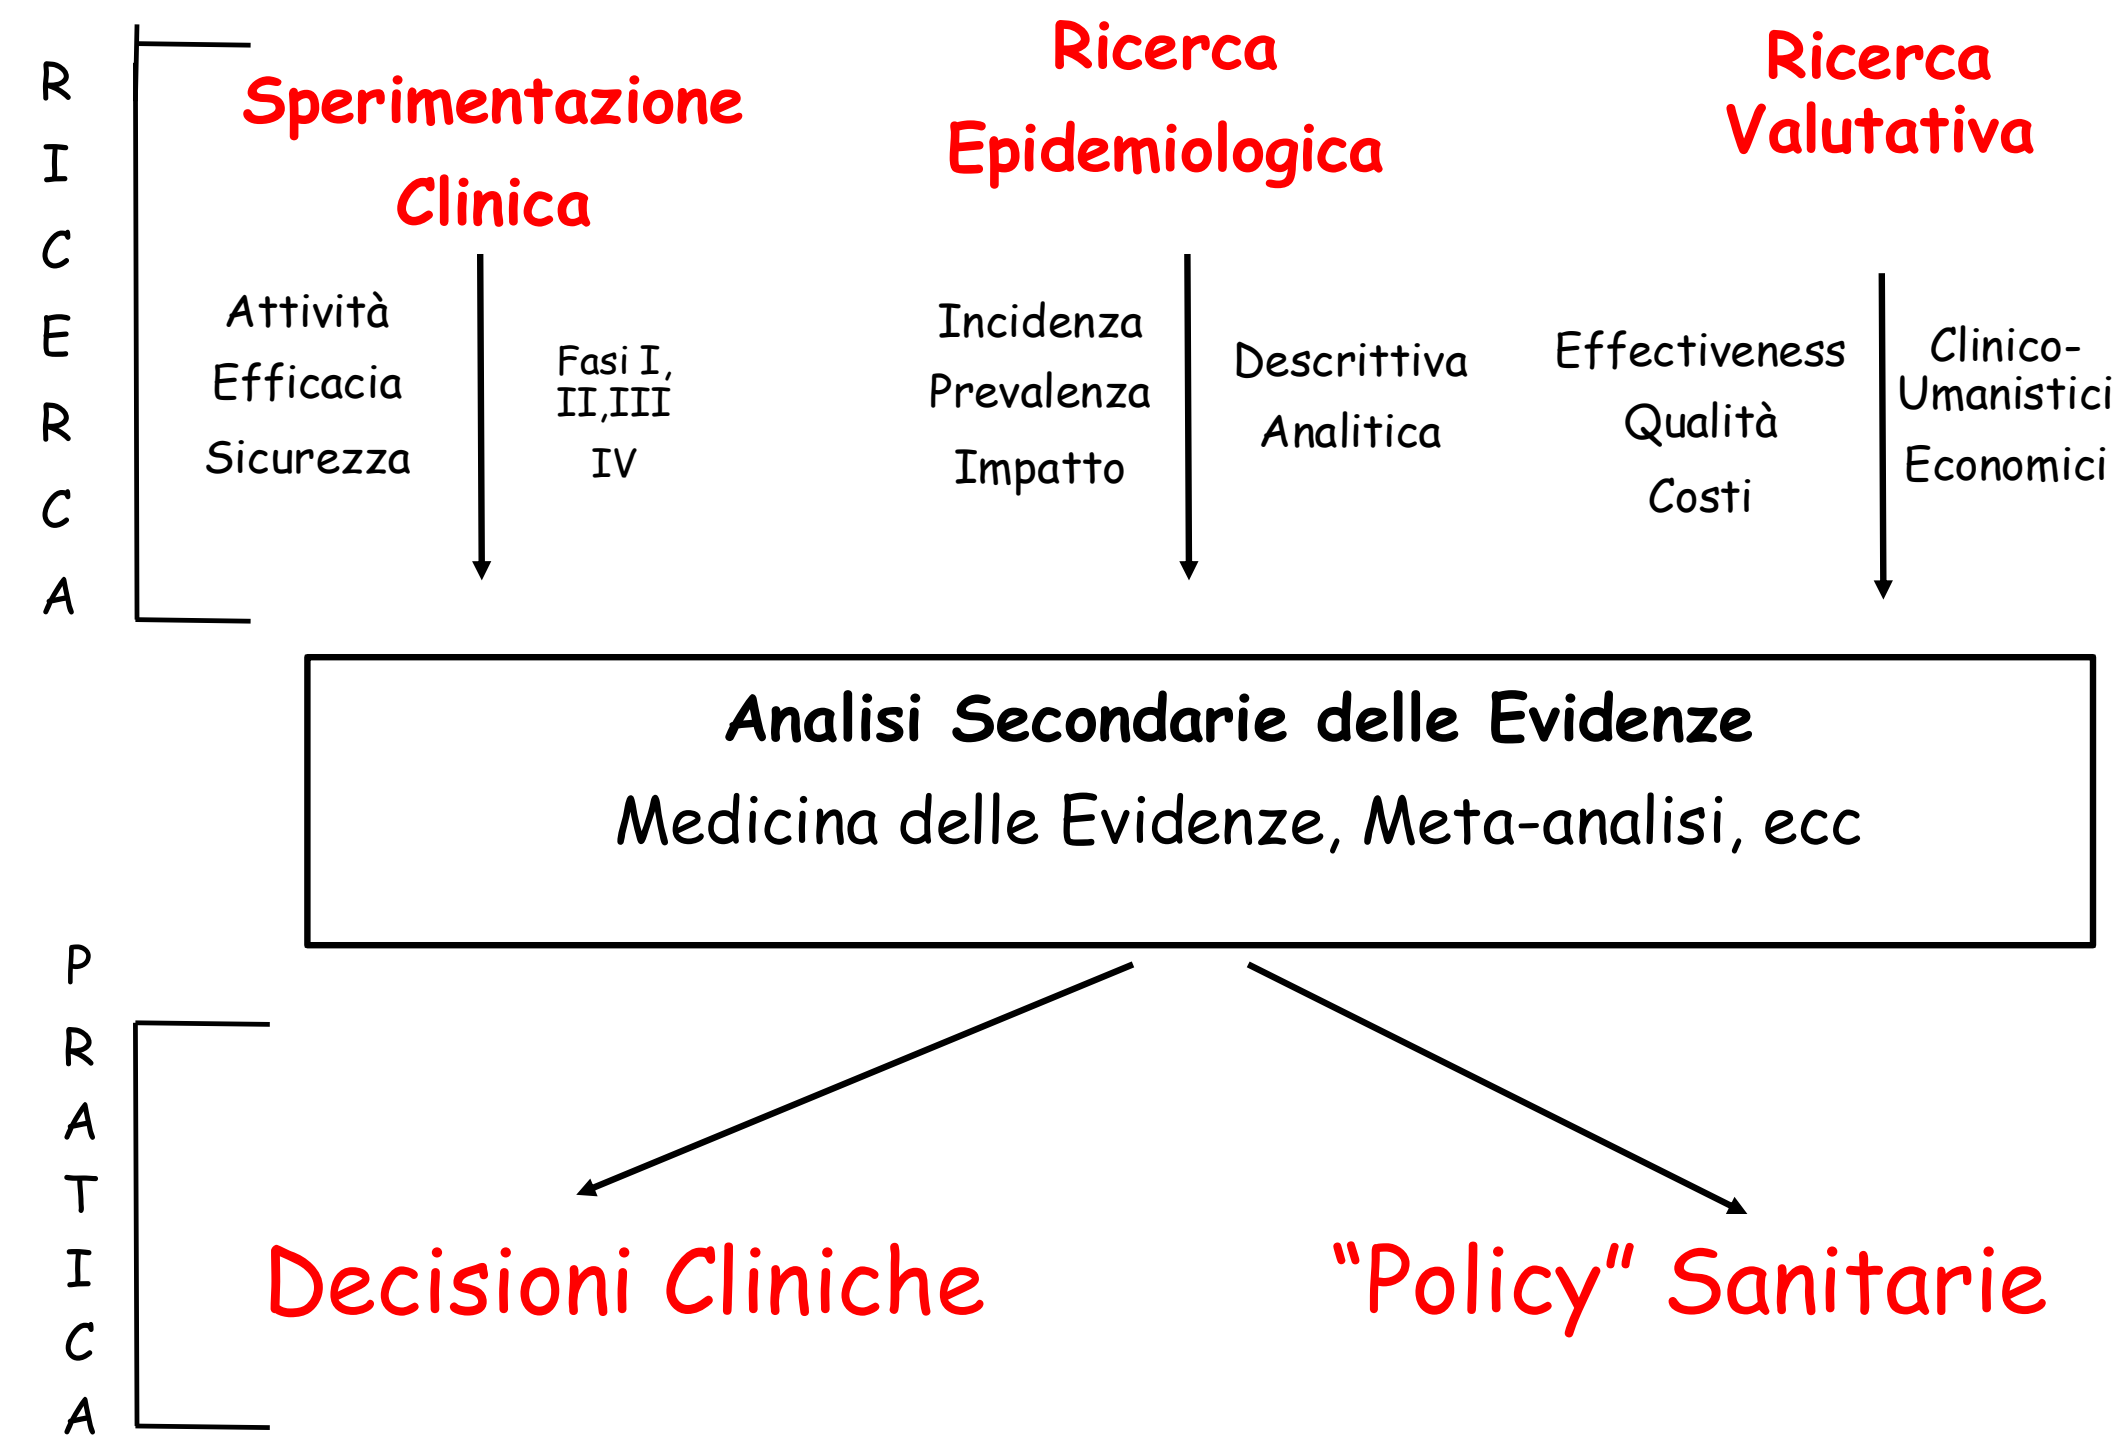 RICERCA
Sperimentazione
Clinica
Attività
Efficacia
Sicurezza
Fasi I,
II,III
IV
Ricerca
Epidemiologica
Incidenza
Prevalenza
Impatto
Descrittiva
Analitica
Ricerca
Valutativa
Effectiveness
Qualità
Costi
Clinico-
Umanistici
Economici
Analisi Secondarie delle Evidenze
Medicina delle Evidenze, Meta-analisi, ecc
PRATICA
Decisioni Cliniche
“Policy” Sanitarie